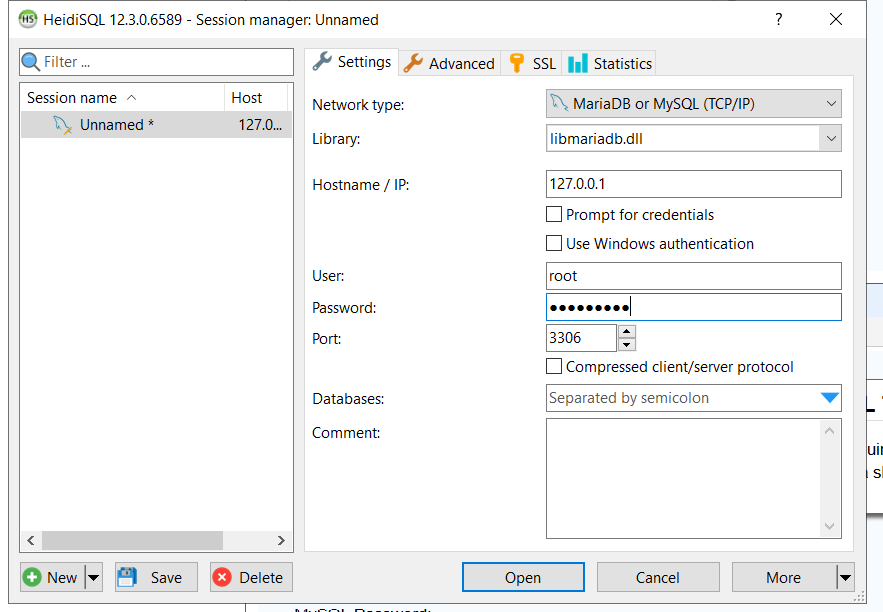 HeidiSQL 12.3.0.6589 - Session manager: Unnamed
Filter ...
Session name Host
Unnamed * 127.0...
Settings Advanced SSL Statistics
Network type: MariaDB or MySQL (TCP/IP)
Library: libmariadb.dll
Hostname / IP: 127.0.0.1
Prompt for credentials
Use Windows authentication
User: root
Password: ●●●●●●●●●
Port: 3306
Compressed client/server protocol
Databases: Separated by semicolon
Comment:
New Save Delete Open Cancel More